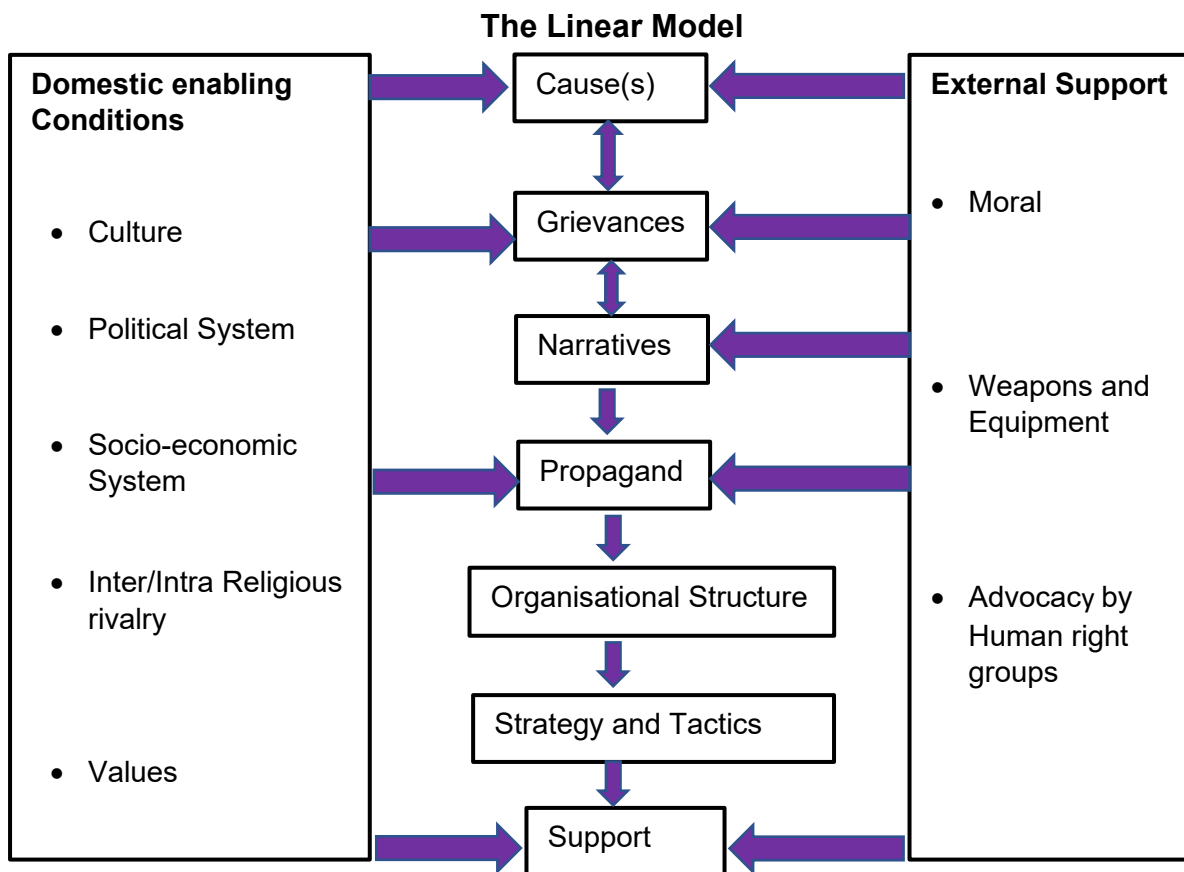 The Linear Model
Domestic enabling
Conditions
• Culture
• Political System
• Socio-economic
System
• Inter/Intra Religious
rivalry
• Values
Cause(s)
Grievances
Narratives
Propagand
Organisational Structure
Strategy and Tactics
Support
External Support
• Moral
• Weapons and
Equipment
• Advocacy by
Human right
groups